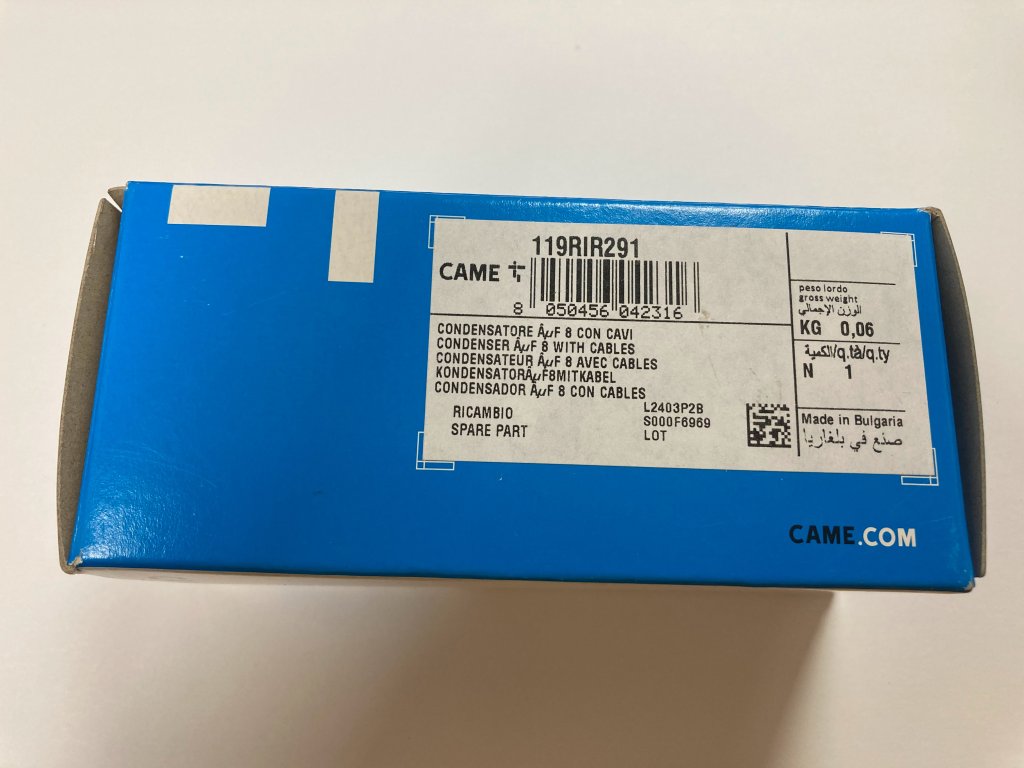 119RIR291
CAME
8 050456 042316
CONDENSATORE ÂµF 8 CON CAVI
CONDENSER ÂµF 8 WITH CABLES
CONDENSATEUR ÂµF 8 AVEC CABLES
KONDENSATORÂµF8MITKABEL
CONDENSADOR ÂµF 8 CON CABLES
RICAMBIO
SPARE PART
L2403P2B
S000F6969
LOT
peso lordo
gross weight
الوزن الإجمالي
KG 0,06
الكمية/q.tà/q.ty
N 1
Made in Bulgaria
صنع في بلغاريا
CAME.COM